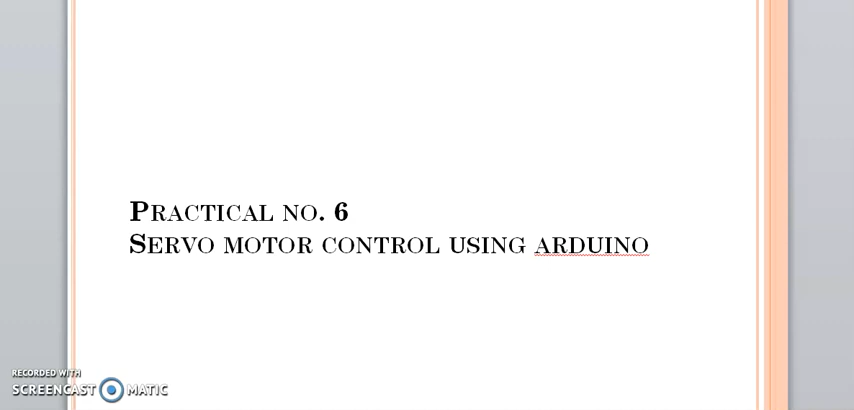 Practical no. 6
Servo motor control using arduino
RECORDED WITH
SCREENCAST MATIC